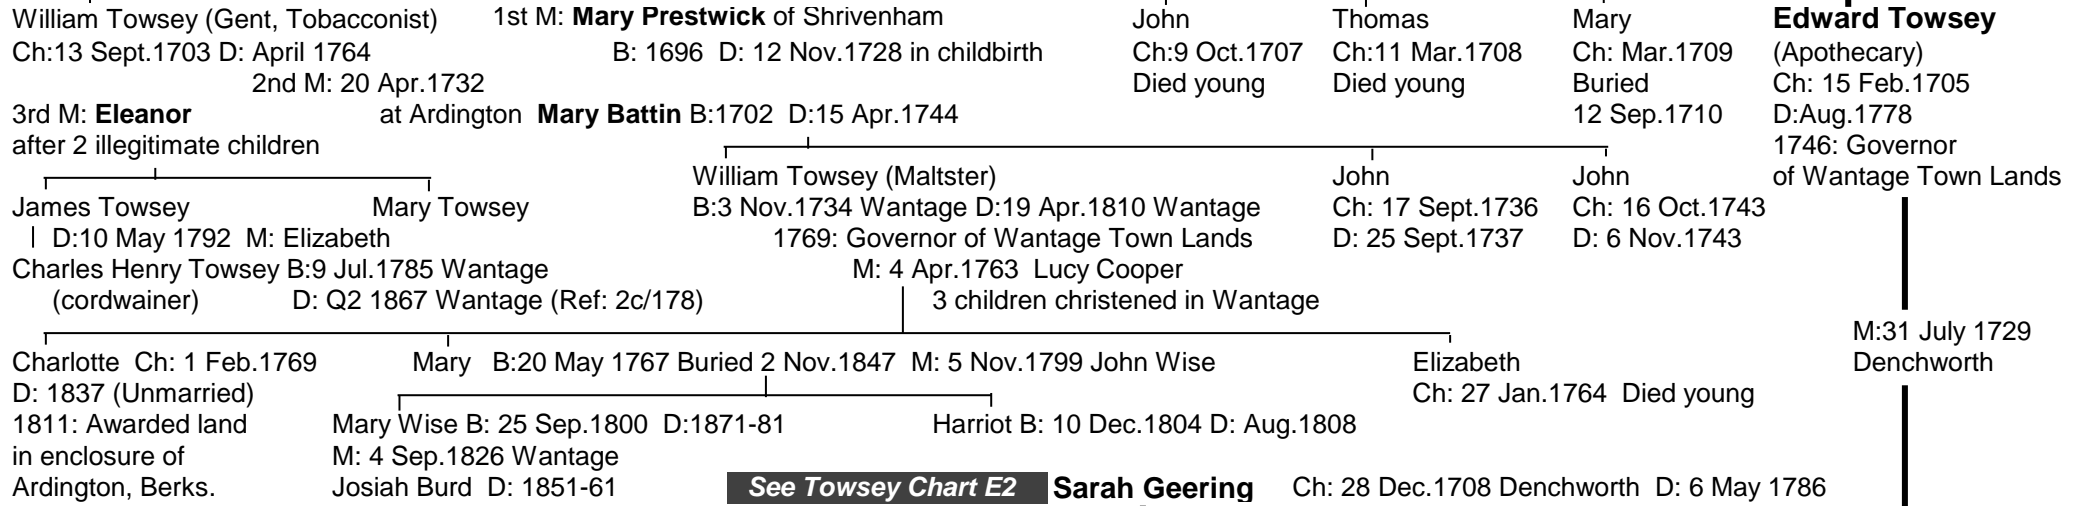 William Towsey (Gent, Tobacconist) 1st M: Mary Prestwick of Shrivenham John Thomas Mary Edward Towsey
Ch:13 Sept.1703 D: April 1764 B: 1696 D: 12 Nov.1728 in childbirth Ch:9 Oct.1707 Ch:11 Mar.1708 Ch: Mar.1709 (Apothecary)
2nd M: 20 Apr.1732 Died young Died young Buried Ch: 15 Feb.1705
3rd M: Eleanor at Ardington Mary Battin B:1702 D:15 Apr.1744 12 Sep.1710 D:Aug.1778
after 2 illegitimate children 1746: Governor
William Towsey (Maltster) John John of Wantage Town Lands
James Towsey Mary Towsey B:3 Nov.1734 Wantage D:19 Apr.1810 Wantage Ch: 17 Sept.1736 Ch: 16 Oct.1743
D:10 May 1792 M: Elizabeth 1769: Governor of Wantage Town Lands D: 25 Sept.1737 D: 6 Nov.1743
Charles Henry Towsey B:9 Jul.1785 Wantage M: 4 Apr.1763 Lucy Cooper
(cordwainer) D: Q2 1867 Wantage (Ref: 2c/178) 3 children christened in Wantage
M:31 July 1729
Charlotte Ch: 1 Feb.1769 Mary B:20 May 1767 Buried 2 Nov.1847 M: 5 Nov.1799 John Wise Elizabeth Denchworth
D: 1837 (Unmarried) Ch: 27 Jan.1764 Died young
1811: Awarded land Mary Wise B: 25 Sep.1800 D:1871-81 Harriot B: 10 Dec.1804 D: Aug.1808
in enclosure of M: 4 Sep.1826 Wantage
Ardington, Berks. Josiah Burd D: 1851-61 See Towsey Chart E2 Sarah Geering Ch: 28 Dec.1708 Denchworth D: 6 May 1786